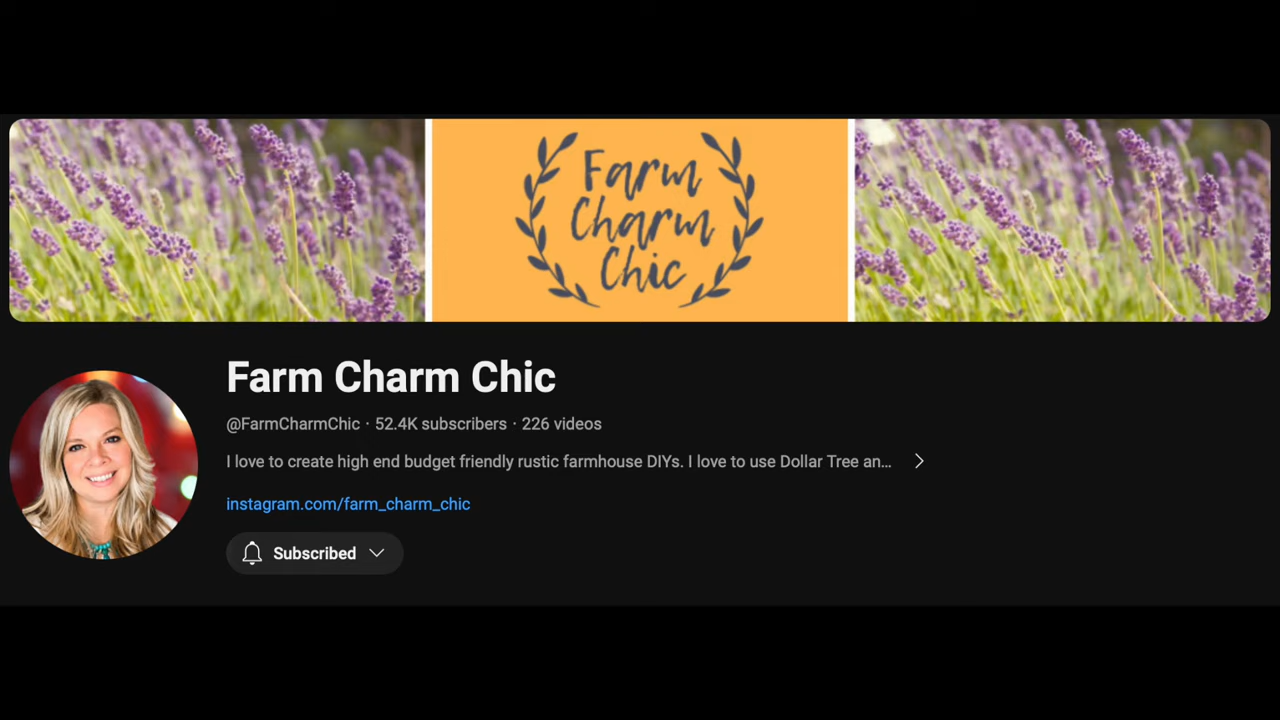 Farm
Charm
Chic
Farm Charm Chic
@FarmCharmChic · 52.4K subscribers · 226 videos
I love to create high end budget friendly rustic farmhouse DIYs. I love to use Dollar Tree an...
instagram.com/farm_charm_chic
Subscribed